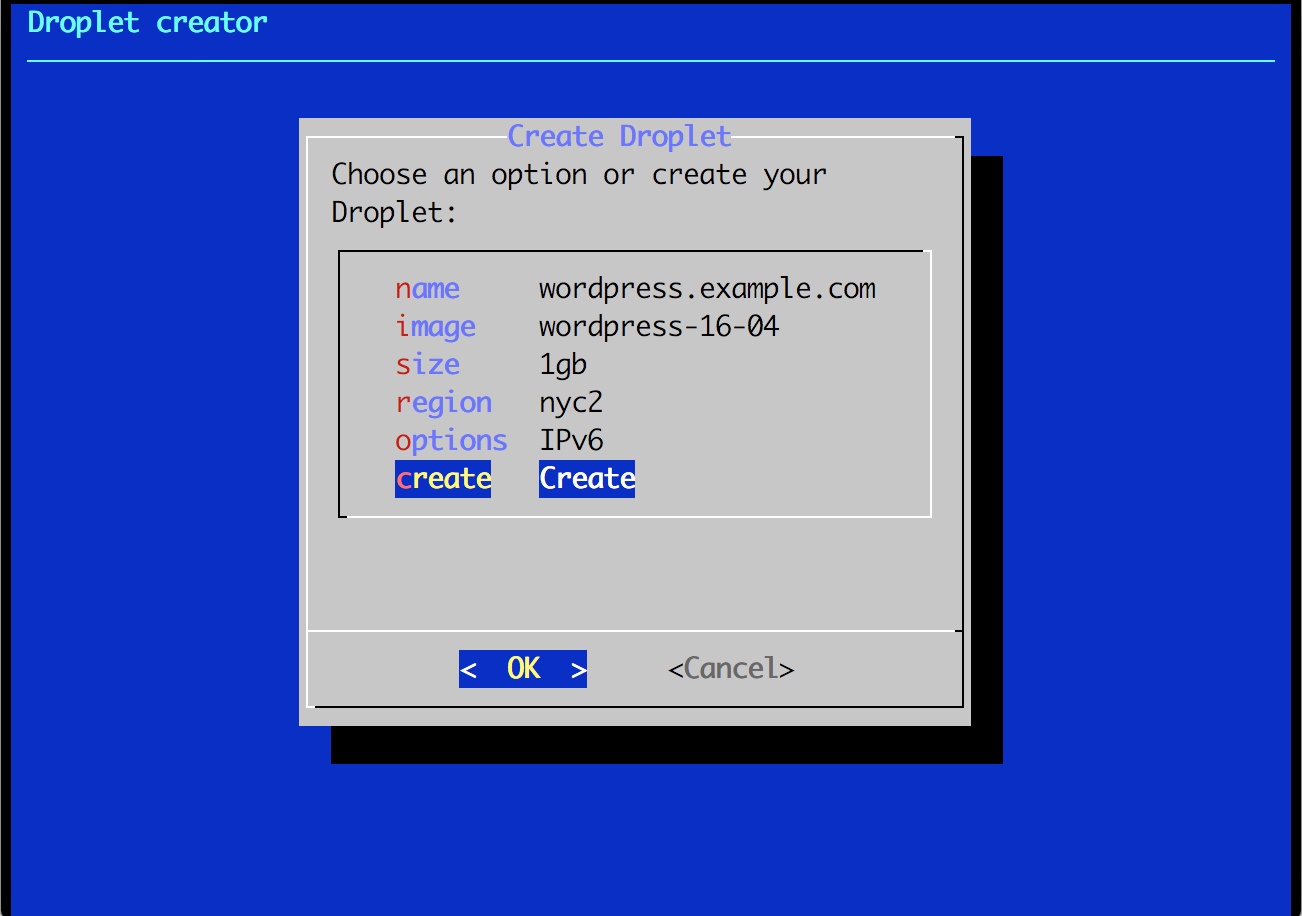 Droplet creator
Create Droplet
Choose an option or create your
Droplet:
name wordpress.example.com
image wordpress-16-04
size 1gb
region nyc2
options IPv6
create Create
< OK > <Cancel>